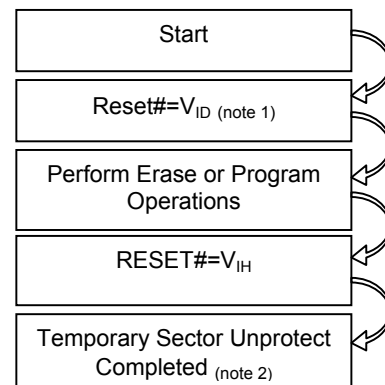 Start
Reset#=VID (note 1)
Perform Erase or Program
Operations
RESET#=VIH
Temporary Sector Unprotect
Completed (note 2)